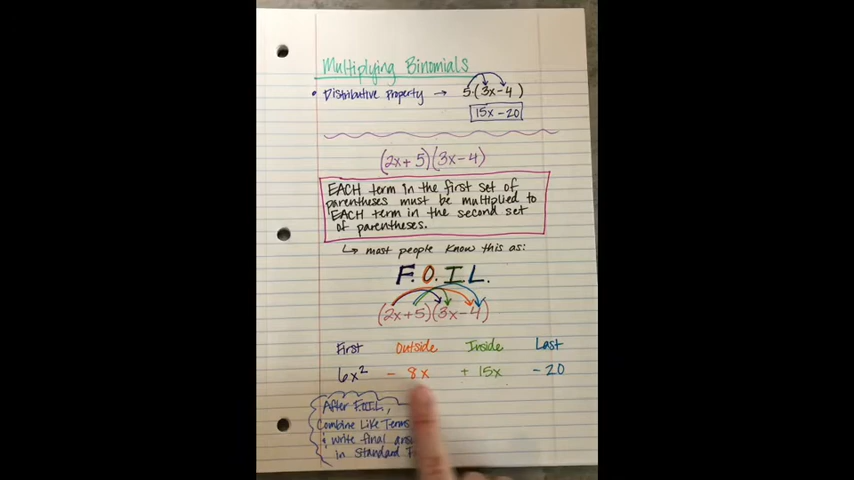 Multiplying Binomials
• Distributive Property → 5·(3x-4)
15x-20
(2x+5)(3x-4)
EACH term in the first set of
parentheses must be multiplied to
EACH term in the second set
of parentheses.
↳ most people know this as:
F.O.I.L.
(2x+5)(3x-4)
First Outside Inside Last
6x² - 8x + 15x - 20
After F.O.I.L.,
Combine Like Terms
write final
in Standard